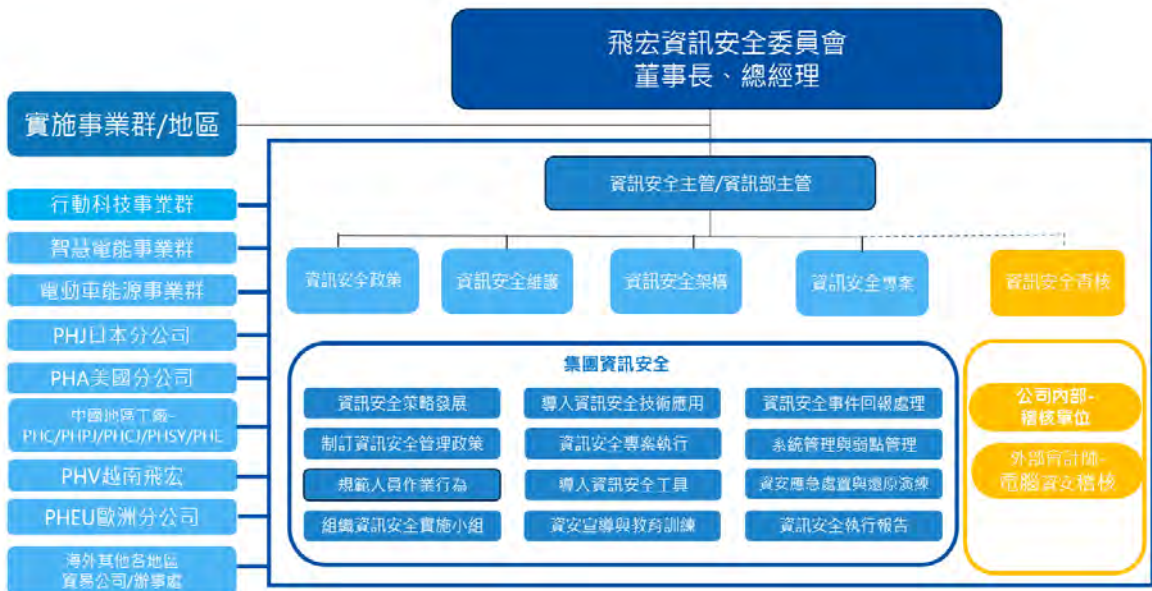 飛宏資訊安全委員會
董事長、總經理
實施事業群/地區
資訊安全主管/資訊部主管
行動科技事業群
智慧電能事業群
電動車能源事業群
PHJ日本分公司
PHA美國分公司
中國地區工廠-
PHC/PHPJ/PHCJ/PHSY/PHE
PHV越南飛宏
PHEU歐洲分公司
海外其他各地區
貿易公司/辦事處
資訊安全政策
資訊安全維護
資訊安全架構
資訊安全專案
資訊安全查核
集團資訊安全
資訊安全策略發展
導入資訊安全技術應用
資訊安全事件回報處理
制訂資訊安全管理政策
資訊安全專案執行
系統管理與弱點管理
規範人員作業行為
導入資訊安全工具
資安應急處置與還原演練
組織資訊安全實施小組
資安宣導與教育訓練
資訊安全執行報告
公司內部-
稽核單位
外部會計師-
電腦資訊稽核